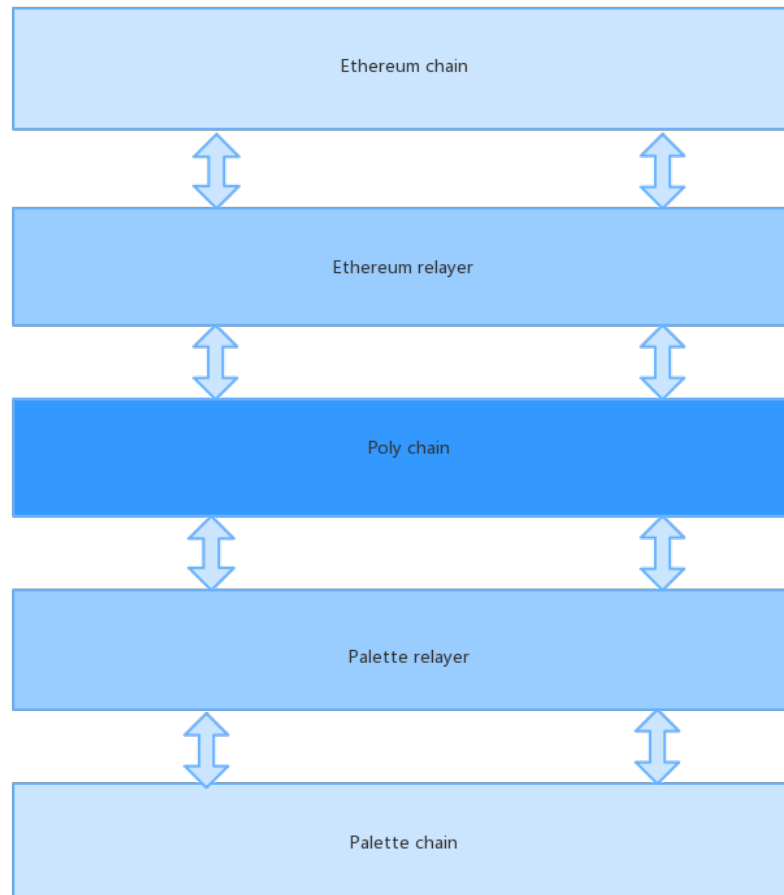 Ethereum chain
Ethereum relayer
Poly chain
Palette relayer
Palette chain